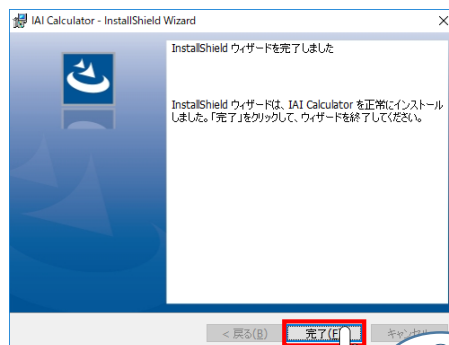 IAI Calculator - InstallShield Wizard
InstallShield ウィザードを完了しました
InstallShield ウィザードは、IAI Calculator を正常にインストール
しました。「完了」をクリックして、ウィザードを終了してください。
< 戻る(B)
完了(F